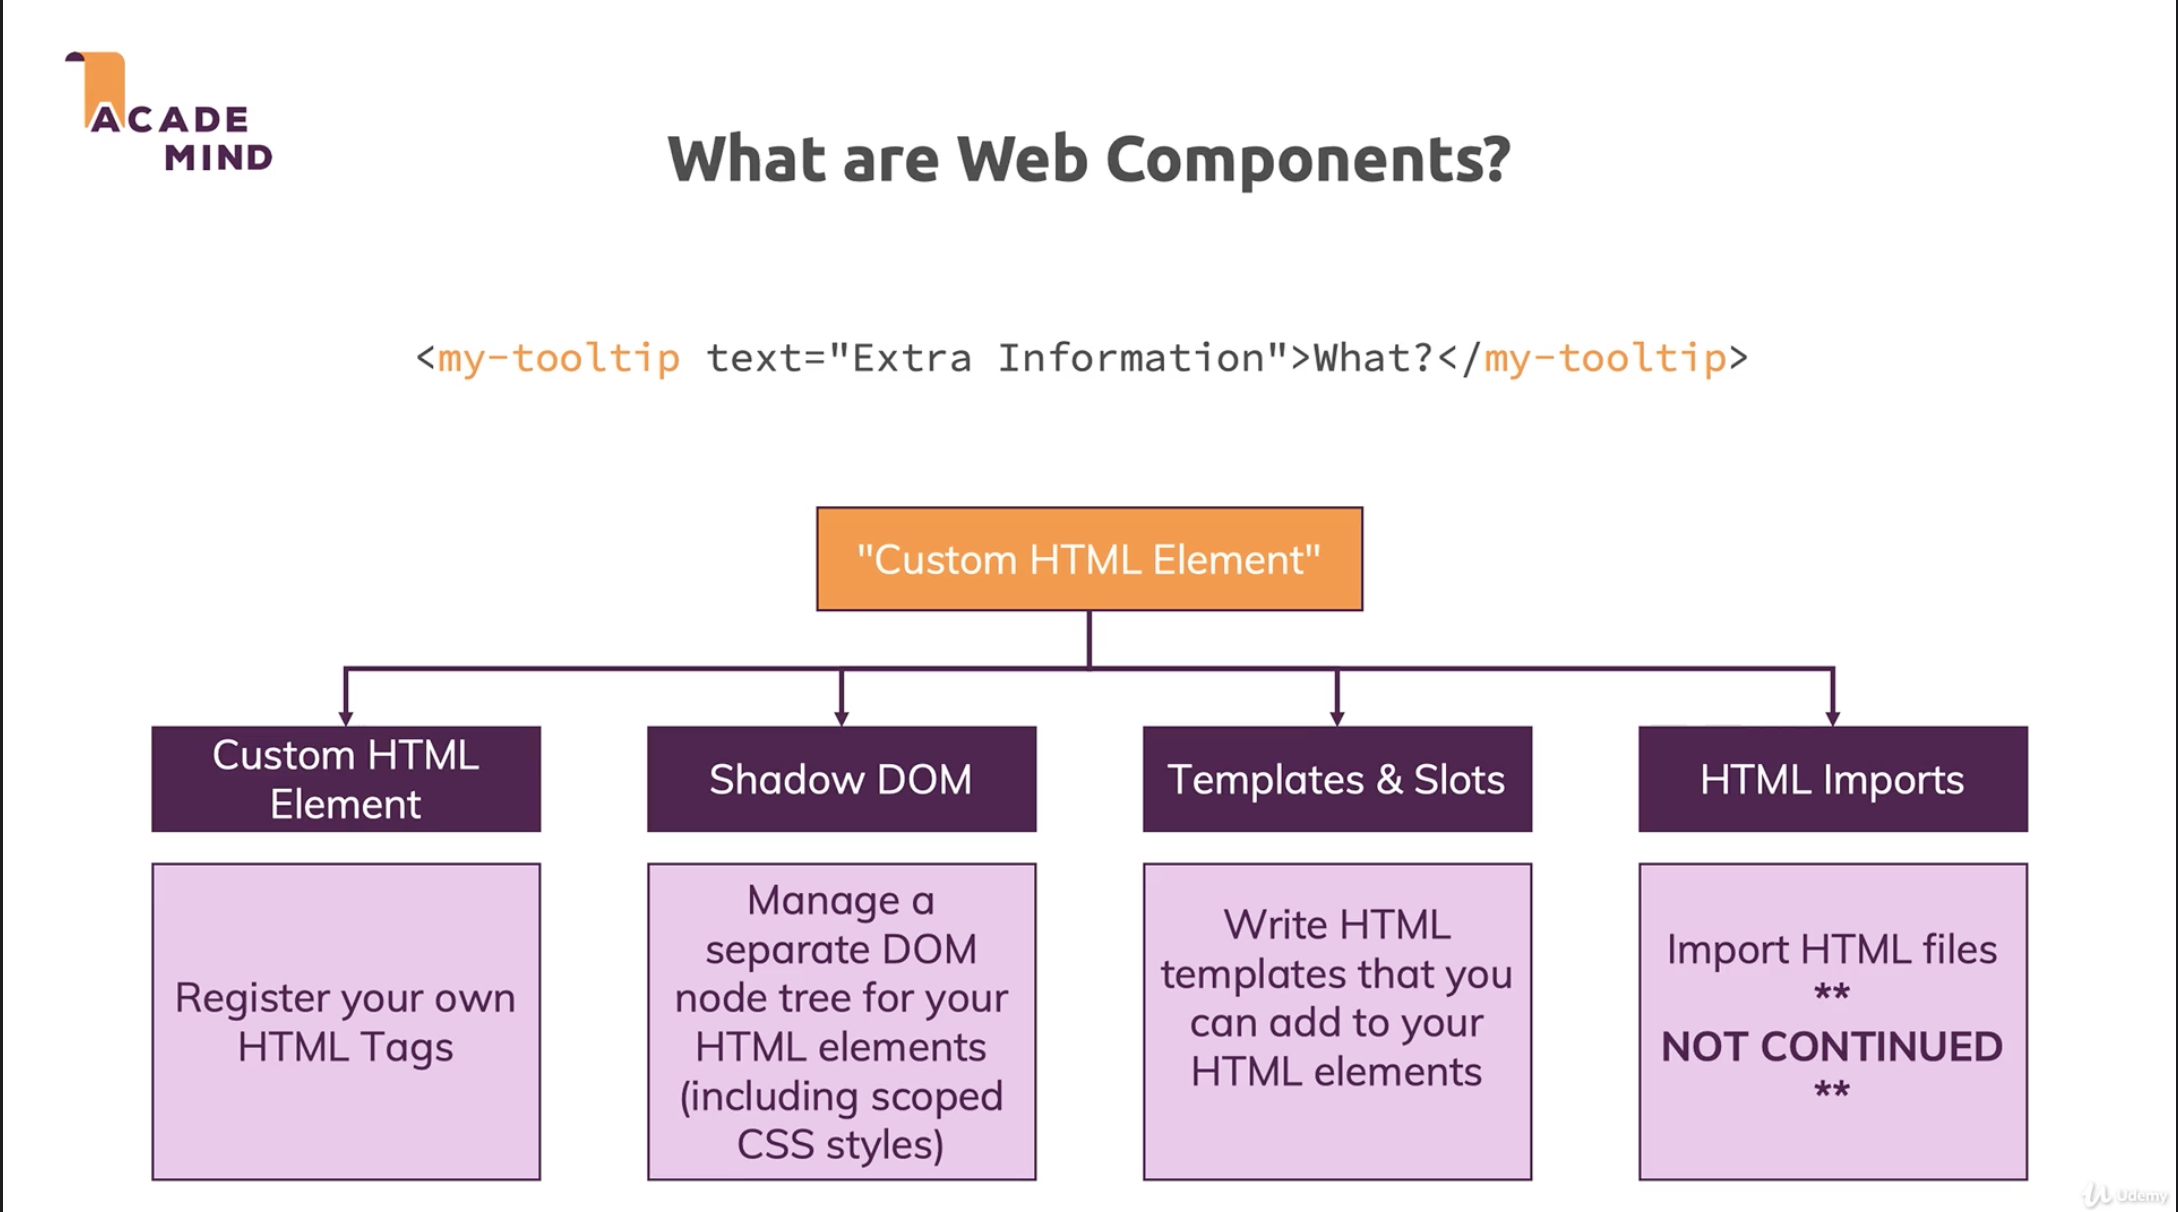 ACADE
MIND
What are Web Components?
<my-tooltip text="Extra Information">What?</my-tooltip>
"Custom HTML Element"
Custom HTML
Element
Shadow DOM
Templates & Slots
HTML Imports
Register your own
HTML Tags
Manage a
separate DOM
node tree for your
HTML elements
(including scoped
CSS styles)
Write HTML
templates that you
can add to your
HTML elements
Import HTML files
**
NOT CONTINUED
**
Udemy